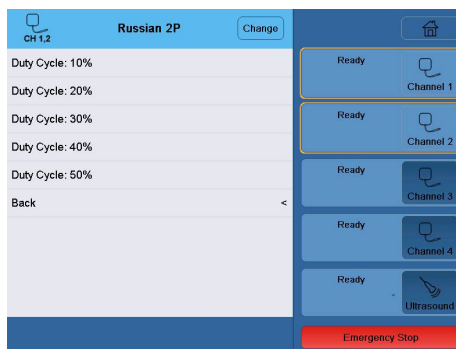 CH 1,2
Russian 2P
Change
Duty Cycle: 10%
Duty Cycle: 20%
Duty Cycle: 30%
Duty Cycle: 40%
Duty Cycle: 50%
Back <
Ready
Channel 1
Ready
Channel 2
Ready
Channel 3
Ready
Channel 4
Ready
-
Ultrasound
Emergency Stop